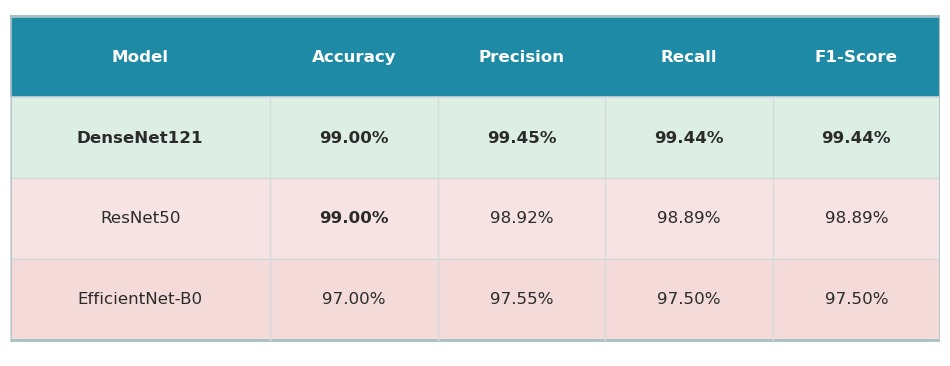 Model Accuracy Precision Recall F1-Score
DenseNet121 99.00% 99.45% 99.44% 99.44%
ResNet50 99.00% 98.92% 98.89% 98.89%
EfficientNet-B0 97.00% 97.55% 97.50% 97.50%